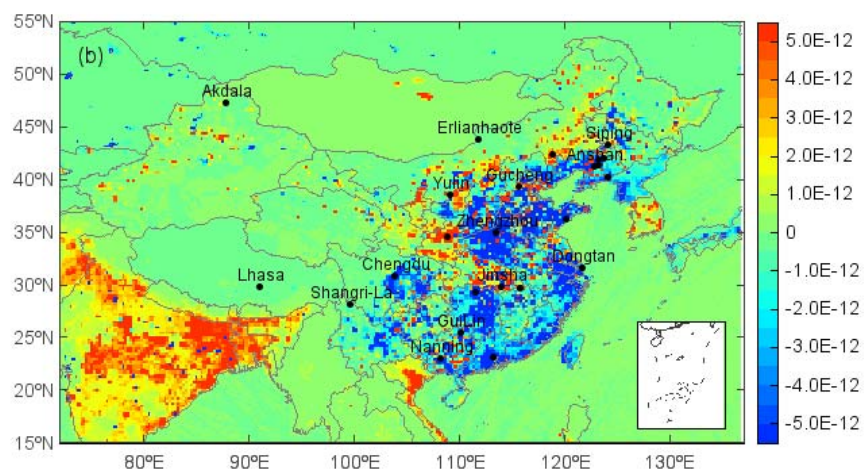 55°N
50°N
45°N
40°N
35°N
30°N
25°N
20°N
15°N
(b)
Akdala
Erlianhaote
Siping
Anshan
Gucheng
Yulin
Zhengzhou
Dongtan
Chengdu
Jinsha
Lhasa
Shangri-La
GuiLin
Nanning
80°E
90°E
100°E
110°E
120°E
130°E
5.0E-12
4.0E-12
3.0E-12
2.0E-12
1.0E-12
0
-1.0E-12
-2.0E-12
-3.0E-12
-4.0E-12
-5.0E-12